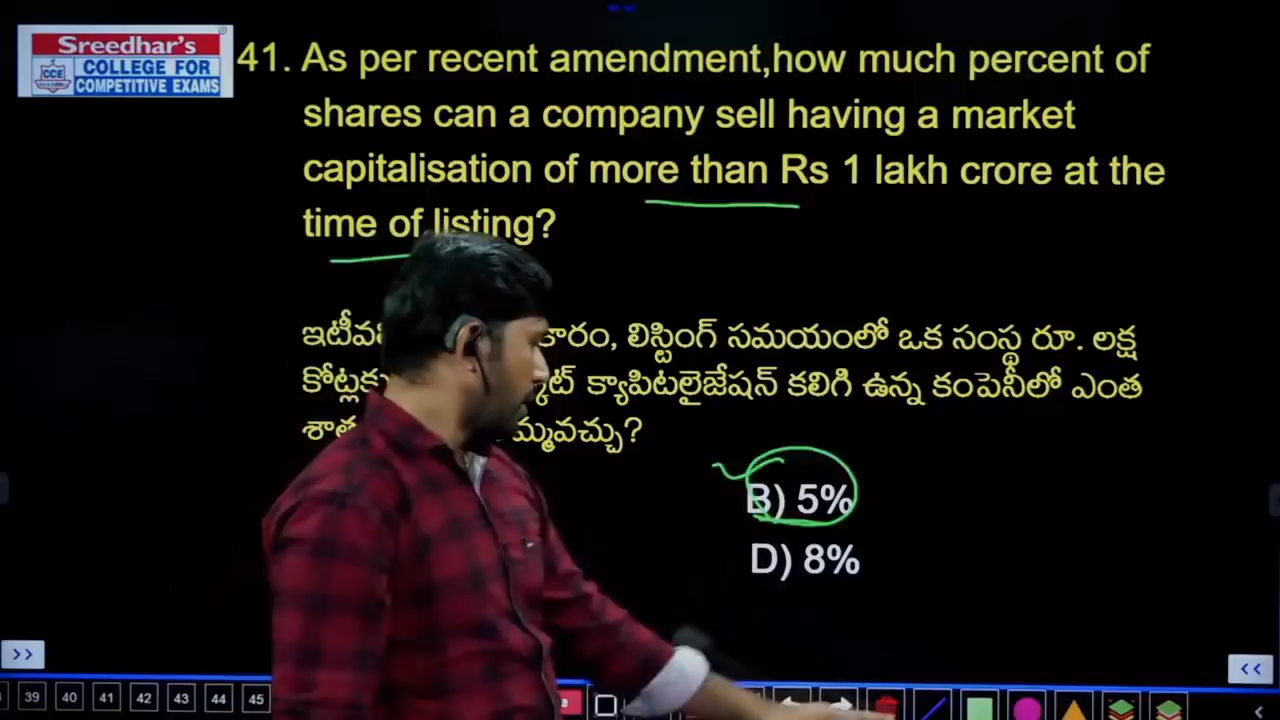 Sreedhar's
CCE
COLLEGE FOR
COMPETITIVE EXAMS
41. As per recent amendment,how much percent of
shares can a company sell having a market
capitalisation of more than Rs 1 lakh crore at the
time of listing?
లిస్టింగ్ సమయంలో ఒక సంస్థ రూ. లక్ష
క్యాపిటలైజేషన్ కలిగి ఉన్న కంపెనీలో ఎంత
B) 5%
D) 8%
>>
<<
39 40 41 42 43 44 45
<